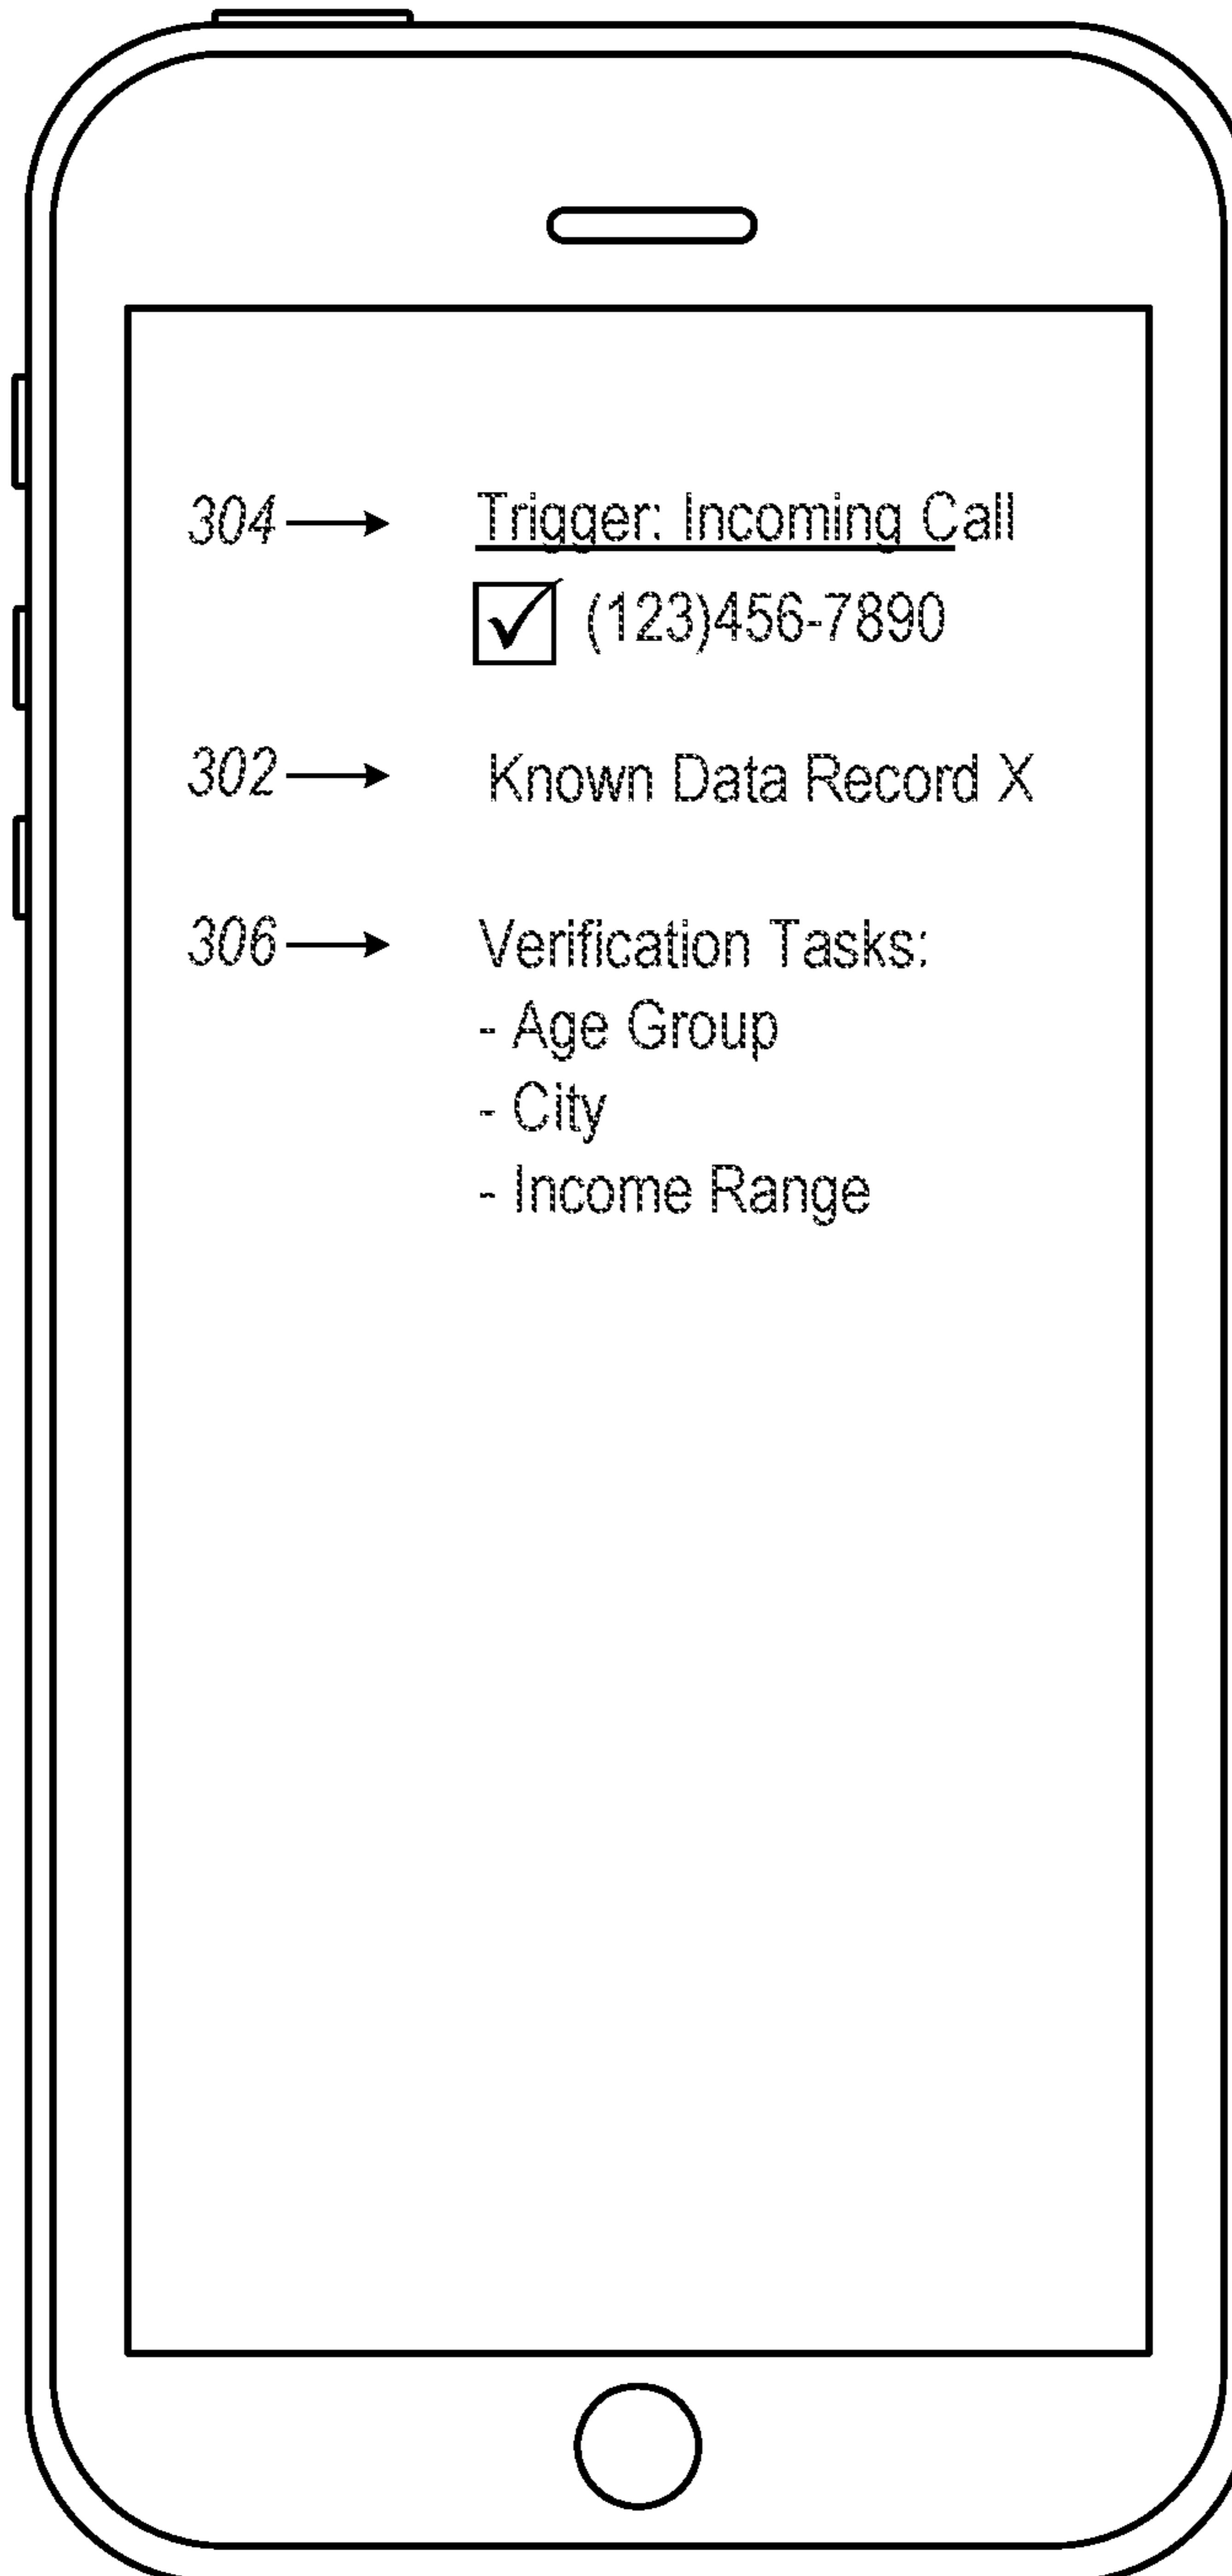 304 Trigger: Incoming Call
(123)456-7890
302 Known Data Record X
306 Verification Tasks:
- Age Group
- City
- Income Range